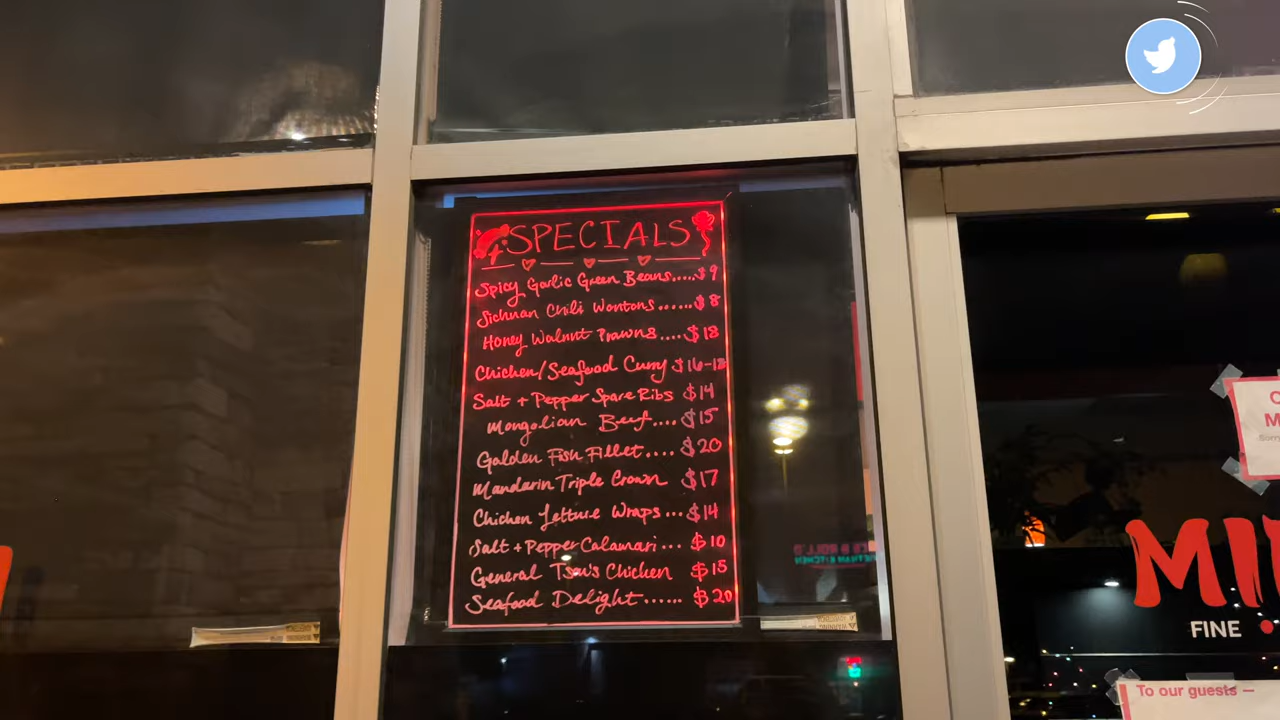 SPECIALS
Spicy Garlic Green Beans.....$9
Sichuan Chili Wontons......$8
Honey Walnut Prawns....$18
Chicken/Seafood Curry $16-18
Salt + Pepper Spare Ribs $14
Mongolian Beef....$15
Golden Fish Fillet....$20
Mandarin Triple Crown $17
Chicken Lettuce Wraps...$14
Salt + Pepper Calamari...$10
General Tsow's Chicken $15
Seafood Delight......$20
FINE
To our guests —